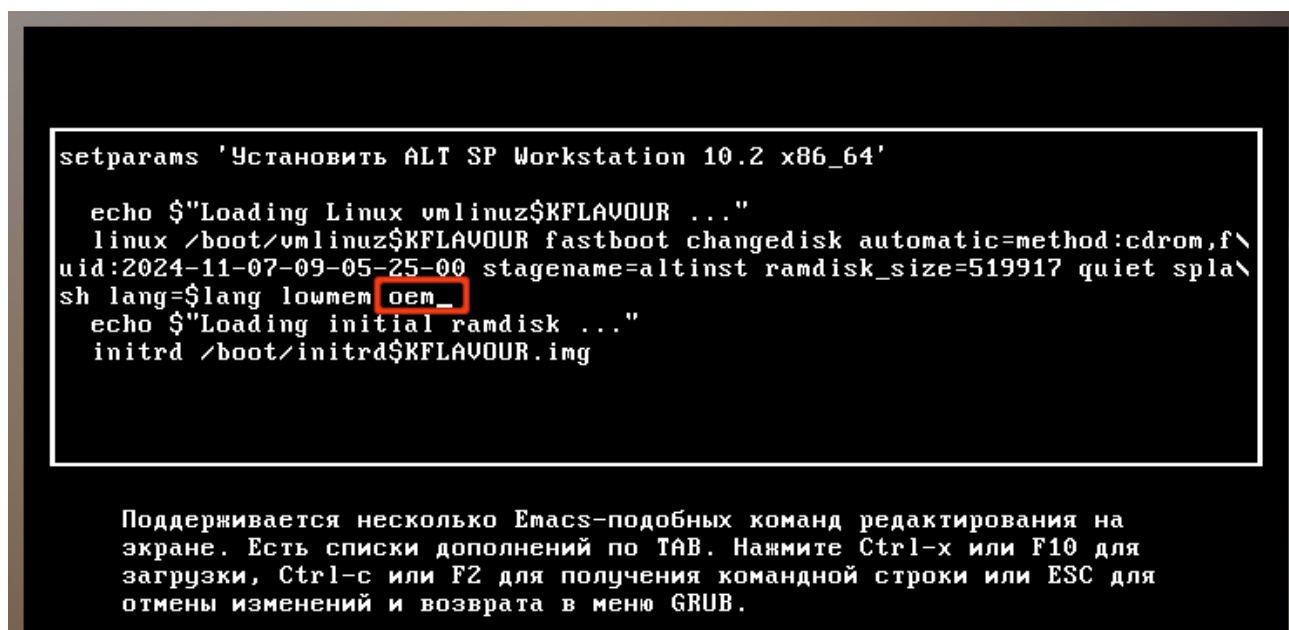 setparams 'Установить ALT SP Workstation 10.2 x86_64'
echo $"Loading Linux vmlinuz$KFLAVOUR ..."
linux /boot/vmlinuz$KFLAVOUR fastboot changedisk automatic=method:cdrom,f\
uid:2024-11-07-09-05-25-00 stagename=altinst ramdisk_size=519917 quiet spla\
sh lang=$lang lowmem oem_
echo $"Loading initial ramdisk ..."
initrd /boot/initrd$KFLAVOUR.img
Поддерживается несколько Emacs-подобных команд редактирования на
экране. Есть списки дополнений по TAB. Нажмите Ctrl-x или F10 для
загрузки, Ctrl-c или F2 для получения командной строки или ESC для
отмены изменений и возврата в меню GRUB.